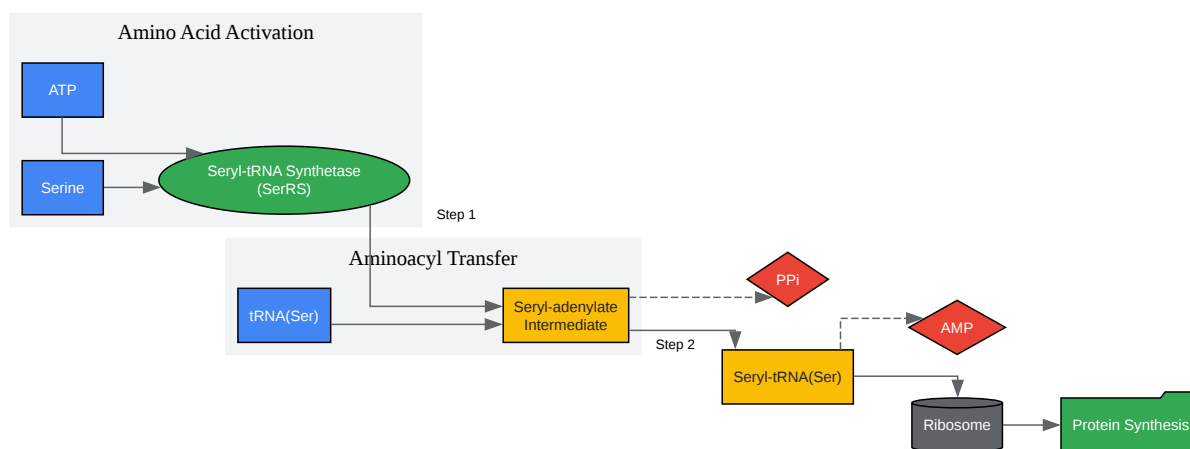 Amino Acid Activation
ATP
Serine
Seryl-tRNA Synthetase
(SerRS)
Step 1
Aminoacyl Transfer
tRNA(Ser)
Seryl-adenylate
Intermediate
PPi
Step 2
AMP
Seryl-tRNA(Ser)
Ribosome
Protein Synthesis